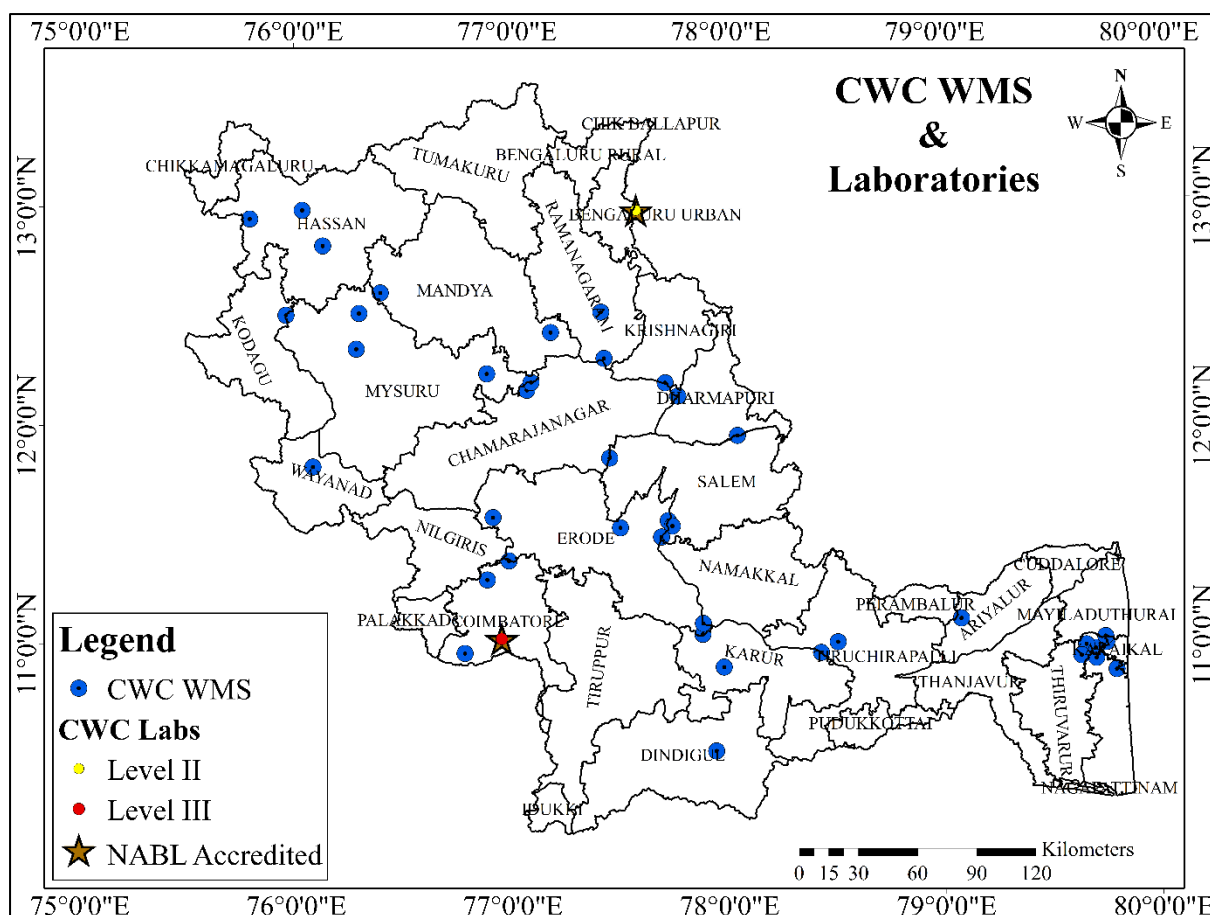 75°0'0"E 76°0'0"E 77°0'0"E 78°0'0"E 79°0'0"E 80°0'0"E
CWC WMS
&
Laboratories
N
W E
S
13°0'0"N
12°0'0"N
11°0'0"N
13°0'0"N
12°0'0"N
11°0'0"N
CHIKBALLAPUR
BENGALURU RURAL
TUMAKURU
CHIKKAMAGALURU
HASSAN
RAMANAGARAM
BENGALURU URBAN
MANDYA
KRISHNAGIRI
KODAGU
MYSURU
DHARMAPURI
CHAMARAJANAGAR
WAYANAD
SALEM
NILGIRIS
ERODE
NAMAKKAL
CUDDALORE
PERAMBALUR
ARIYALUR
MAYILADUTHURAI
PALAKKAD
COIMBATORE
KARUR
TIRUCHIRAPALLI
KARAIKAL
TIRUPPUR
THANJAVUR
THIRUVARUR
PUDUKKOTTAI
DINDIGUL
NAGAPATTINAM
IDUKKI
Legend
CWC WMS
CWC Labs
Level II
Level III
NABL Accredited
Kilometers
0 15 30 60 90 120
75°0'0"E 76°0'0"E 77°0'0"E 78°0'0"E 79°0'0"E 80°0'0"E